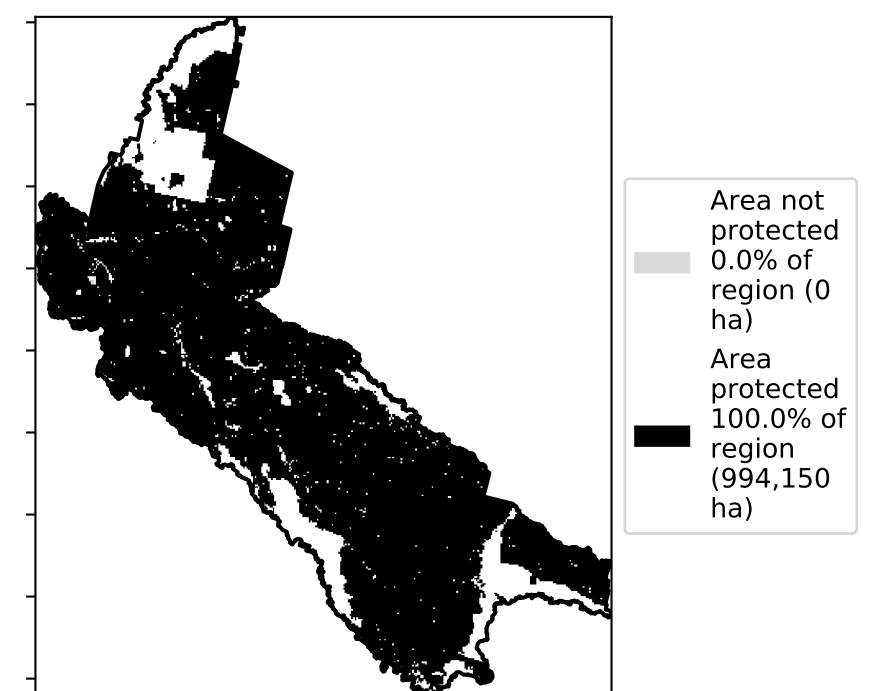 Area not
protected
0.0% of
region (0
ha)
Area
protected
100.0% of
region
(994,150
ha)